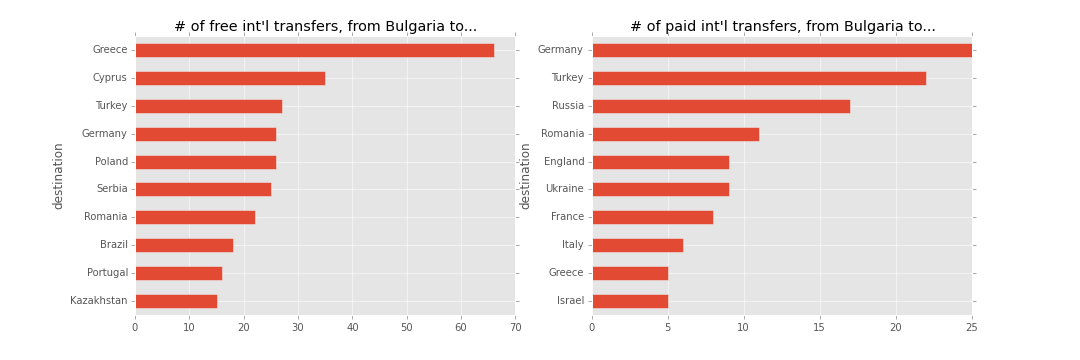 # of free int'l transfers, from Bulgaria to...
destination
Greece
Cyprus
Turkey
Germany
Poland
Serbia
Romania
Brazil
Portugal
Kazakhstan
0 10 20 30 40 50 60 70
# of paid int'l transfers, from Bulgaria to...
destination
Germany
Turkey
Russia
Romania
England
Ukraine
France
Italy
Greece
Israel
0 5 10 15 20 25